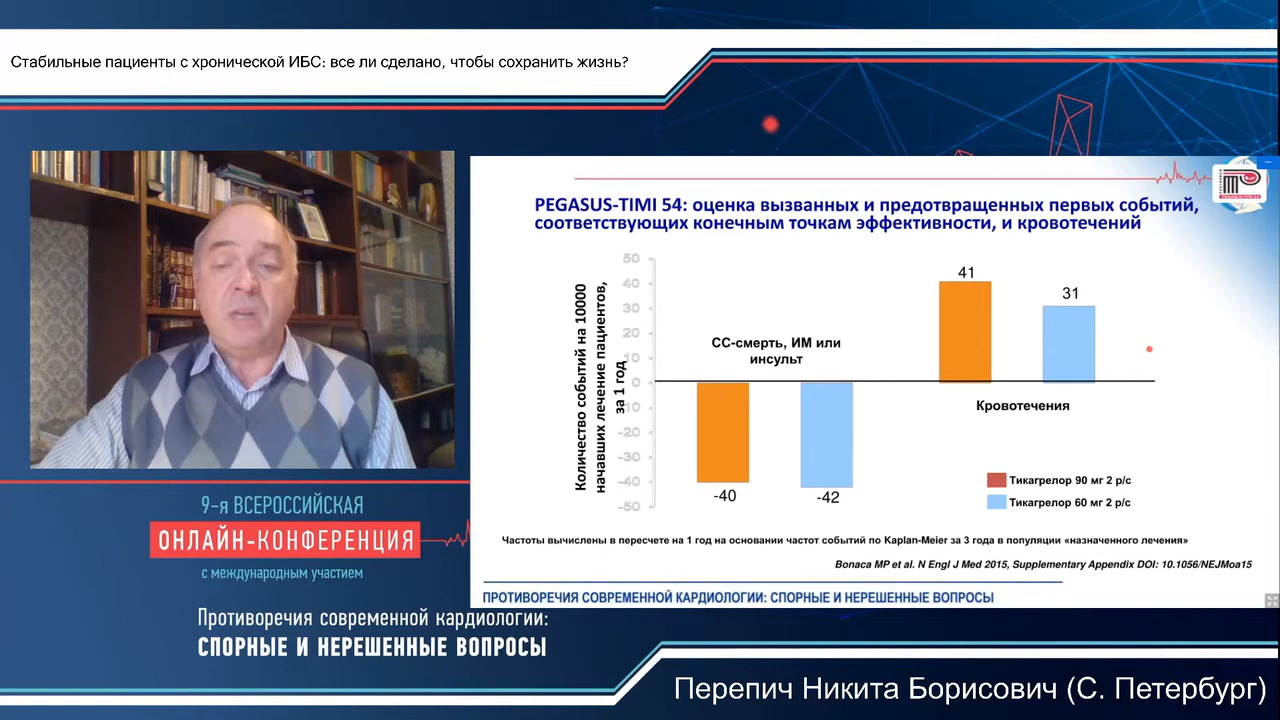 Стабильные пациенты с хронической ИБС: все ли сделано, чтобы сохранить жизнь?
PEGASUS-TIMI 54: оценка вызванных и предотвращенных первых событий,
соответствующих конечным точкам эффективности, и кровотечений
Количество событий на 10000
начавших лечение пациентов,
за 1 год
50
40
30
20
10
0
-10
-20
-30
-40
-50
СС-смерть, ИМ или
инсульт
-40
-42
41
31
Кровотечения
Тикагрелор 90 мг 2 р/с
Тикагрелор 60 мг 2 р/с
Частоты вычислены в пересчете на 1 год на основании частот событий по Kaplan-Meier за 3 года в популяции «назначенного лечения»
Bonaca MP et al. N Engl J Med 2015, Supplementary Appendix DOI: 10.1056/NEJMoa15
ПРОТИВОРЕЧИЯ СОВРЕМЕННОЙ КАРДИОЛОГИИ: СПОРНЫЕ И НЕРЕШЕННЫЕ ВОПРОСЫ
9-я ВСЕРОССИЙСКАЯ
ОНЛАЙН-КОНФЕРЕНЦИЯ
с международным участием
Противоречия современной кардиологии:
СПОРНЫЕ И НЕРЕШЕННЫЕ ВОПРОСЫ
Перепич Никита Борисович (С. Петербург)